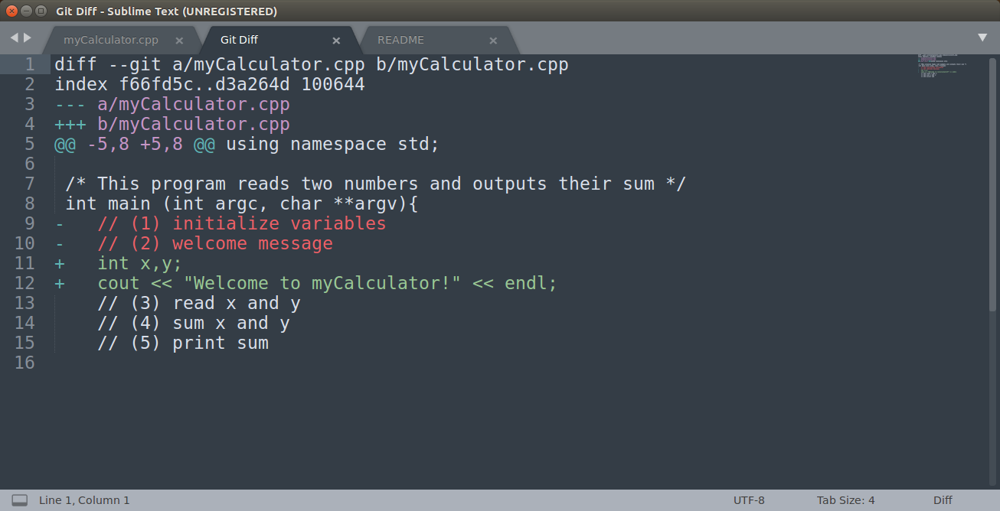 Git Diff - Sublime Text (UNREGISTERED)
myCalculator.cpp Git Diff README
1 diff --git a/myCalculator.cpp b/myCalculator.cpp
2 index f66fd5c..d3a264d 100644
3 --- a/myCalculator.cpp
4 +++ b/myCalculator.cpp
5 @@ -5,8 +5,8 @@ using namespace std;
6
7  /* This program reads two numbers and outputs their sum */
8  int main (int argc, char **argv){
9 -   // (1) initialize variables
10 -   // (2) welcome message
11 +   int x,y;
12 +   cout << "Welcome to myCalculator!" << endl;
13     // (3) read x and y
14     // (4) sum x and y
15     // (5) print sum
16
Line 1, Column 1 UTF-8 Tab Size: 4 Diff